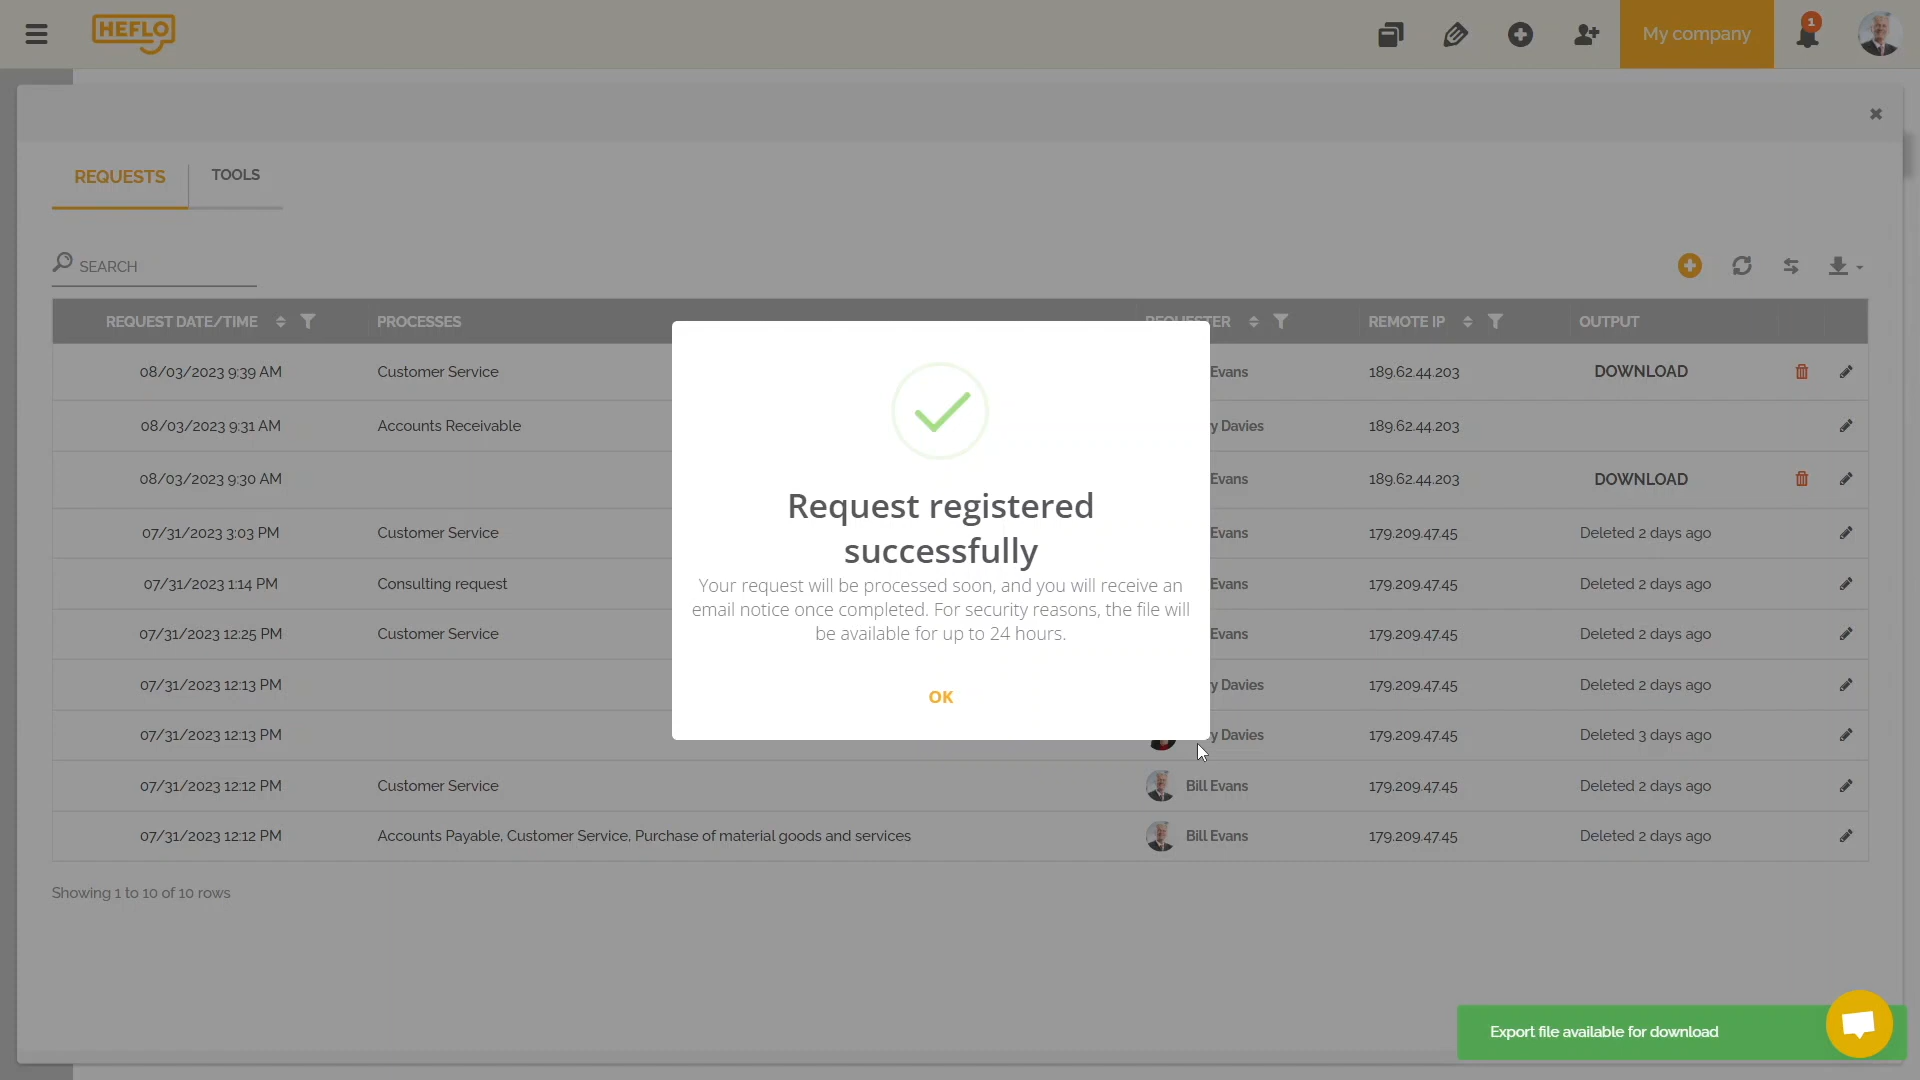 HEFLO
My company
1
REQUESTS
TOOLS
SEARCH
REQUEST DATE/TIME PROCESSES REQUESTER REMOTE IP OUTPUT
08/03/2023 9:39 AM Customer Service Evans 189.62.44.203 DOWNLOAD
08/03/2023 9:31 AM Accounts Receivable y Davies 189.62.44.203
08/03/2023 9:30 AM Evans 189.62.44.203 DOWNLOAD
07/31/2023 3:03 PM Customer Service Evans 179.209.47.45 Deleted 2 days ago
07/31/2023 1:14 PM Consulting request Evans 179.209.47.45 Deleted 2 days ago
07/31/2023 12:25 PM Customer Service Evans 179.209.47.45 Deleted 2 days ago
07/31/2023 12:13 PM y Davies 179.209.47.45 Deleted 2 days ago
07/31/2023 12:13 PM y Davies 179.209.47.45 Deleted 3 days ago
07/31/2023 12:12 PM Customer Service Bill Evans 179.209.47.45 Deleted 2 days ago
07/31/2023 12:12 PM Accounts Payable, Customer Service, Purchase of material goods and services Bill Evans 179.209.47.45 Deleted 2 days ago
Showing 1 to 10 of 10 rows
Request registered
successfully
Your request will be processed soon, and you will receive an
email notice once completed. For security reasons, the file will
be available for up to 24 hours.
OK
Export file available for download